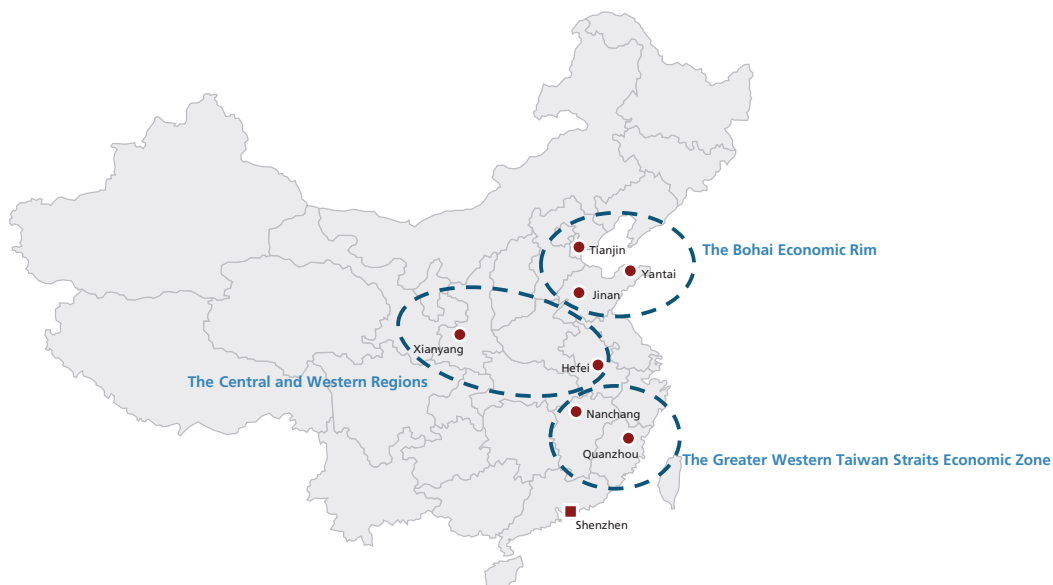 Tianjin
The Bohai Economic Rim
Yantai
Jinan
Xianyang
Hefei
The Central and Western Regions
Nanchang
Quanzhou
The Greater Western Taiwan Straits Economic Zone
Shenzhen